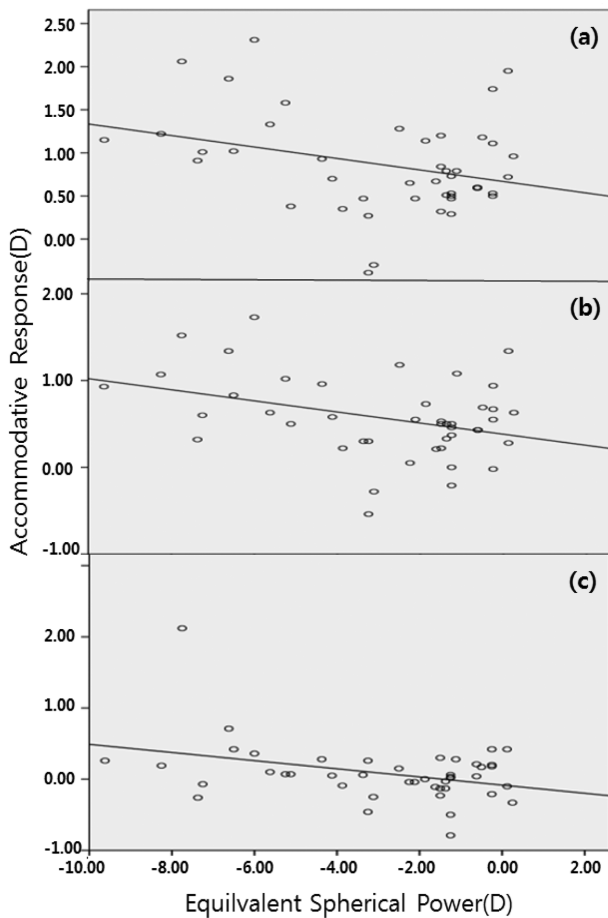 (a)
2.50
2.00
1.50
1.00
0.50
0.00
(b)
2.00
1.00
0.00
-1.00
(c)
2.00
1.00
0.00
-1.00
Accommodative Response(D)
-10.00 -8.00 -6.00 -4.00 -2.00 0.00 2.00
Equilvalent Spherical Power(D)